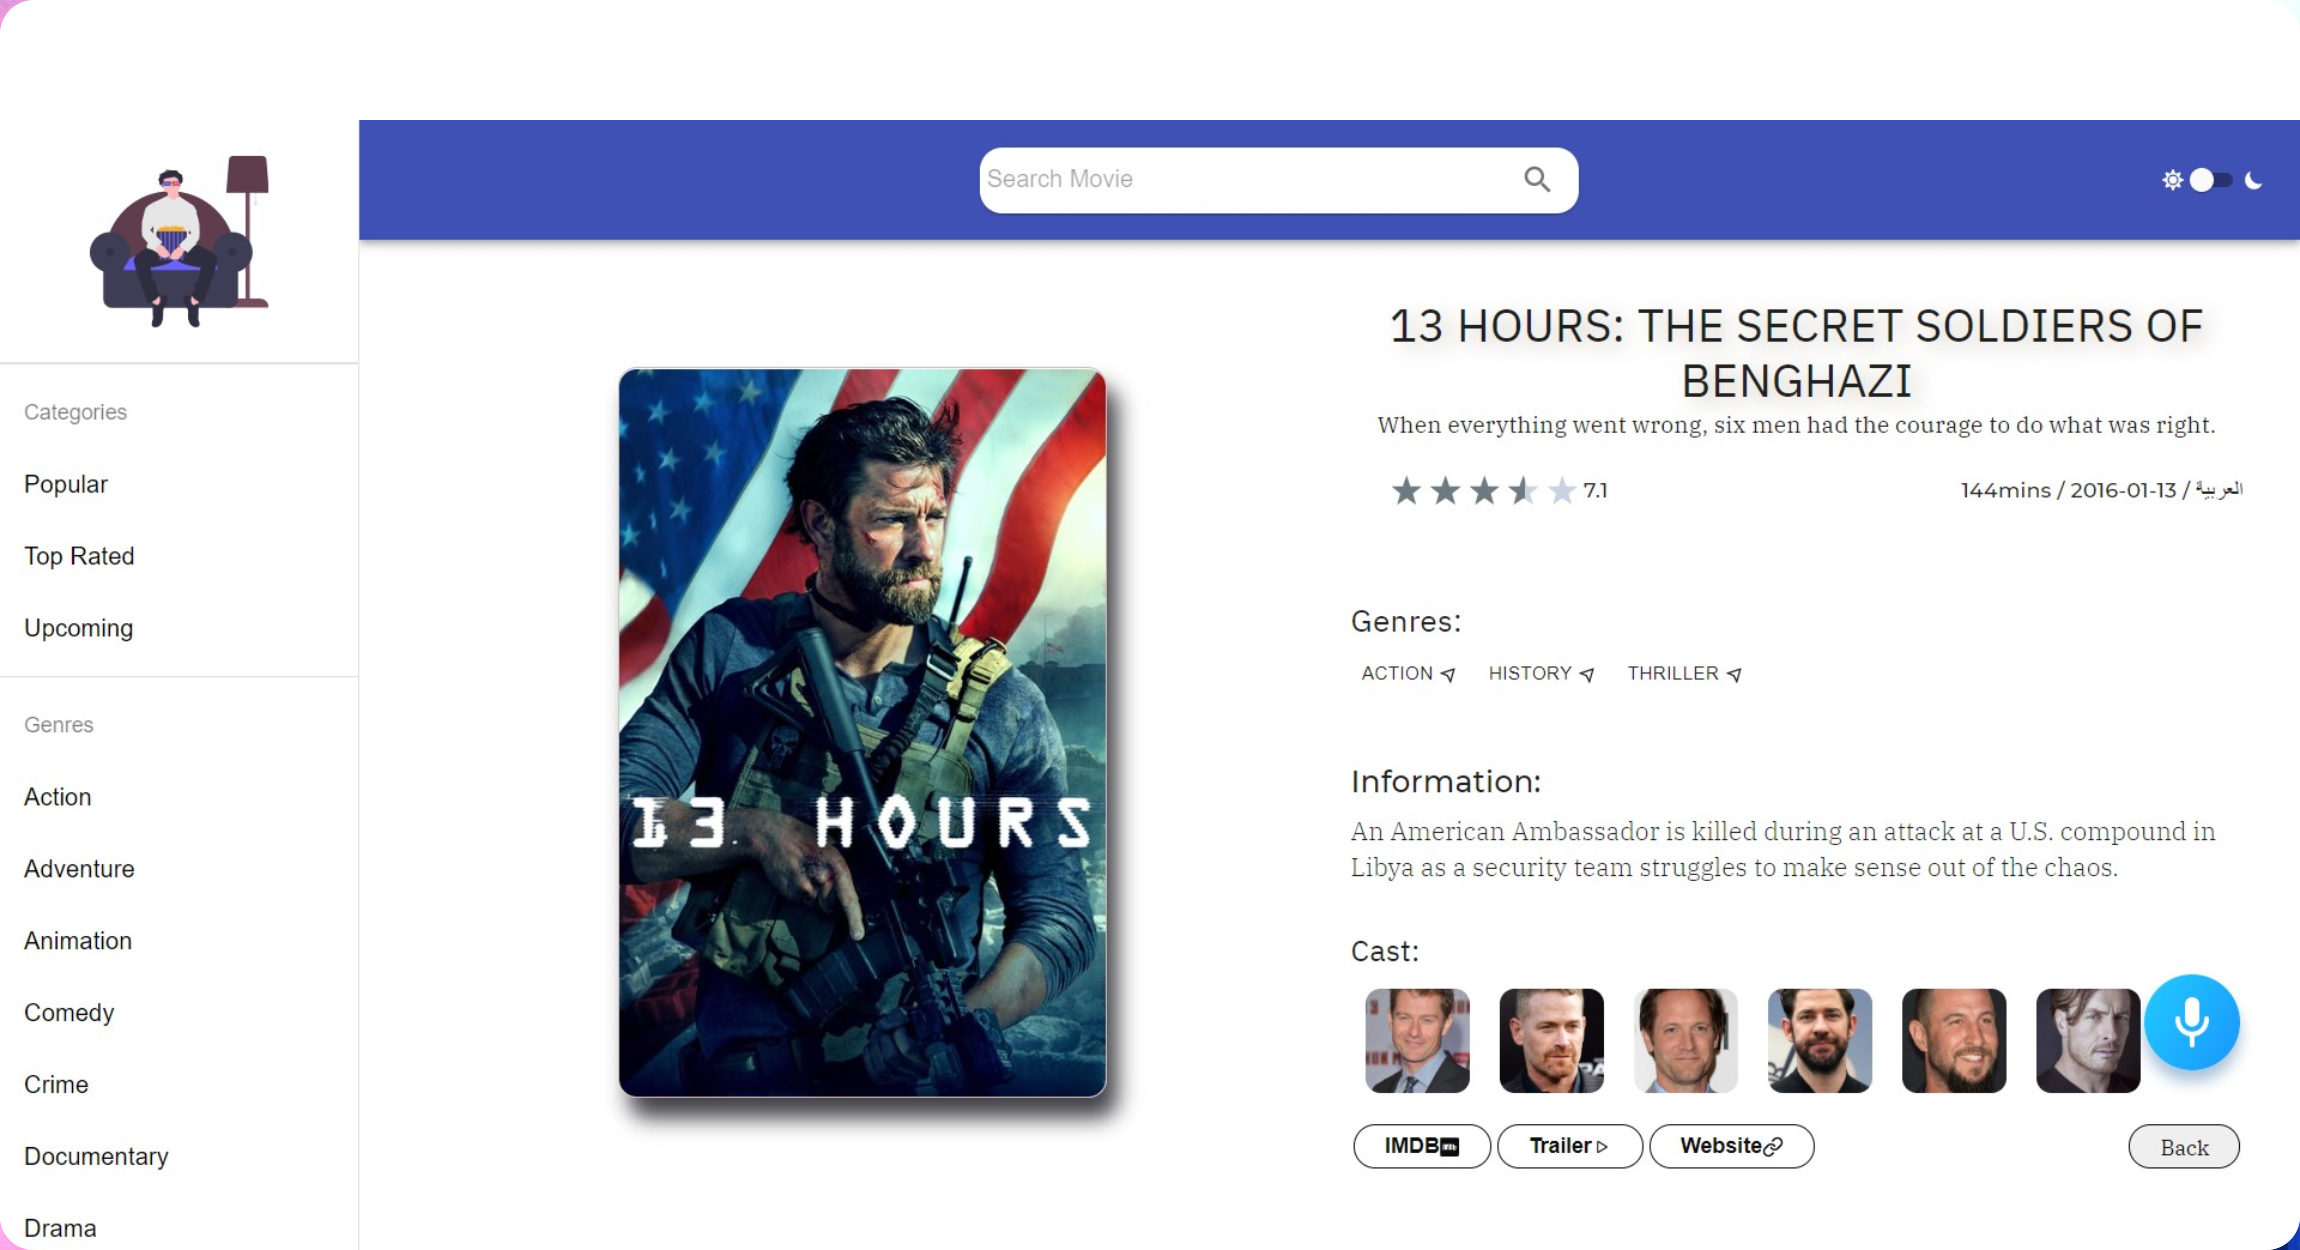 Search Movie
Categories
Popular
Top Rated
Upcoming
Genres
Action
Adventure
Animation
Comedy
Crime
Documentary
Drama
13 HOURS
13 HOURS: THE SECRET SOLDIERS OF
BENGHAZI
When everything went wrong, six men had the courage to do what was right.
7.1
144mins / 2016-01-13 / العربية
Genres:
ACTION HISTORY THRILLER
Information:
An American Ambassador is killed during an attack at a U.S. compound in
Libya as a security team struggles to make sense out of the chaos.
Cast:
IMDB Trailer Website Back